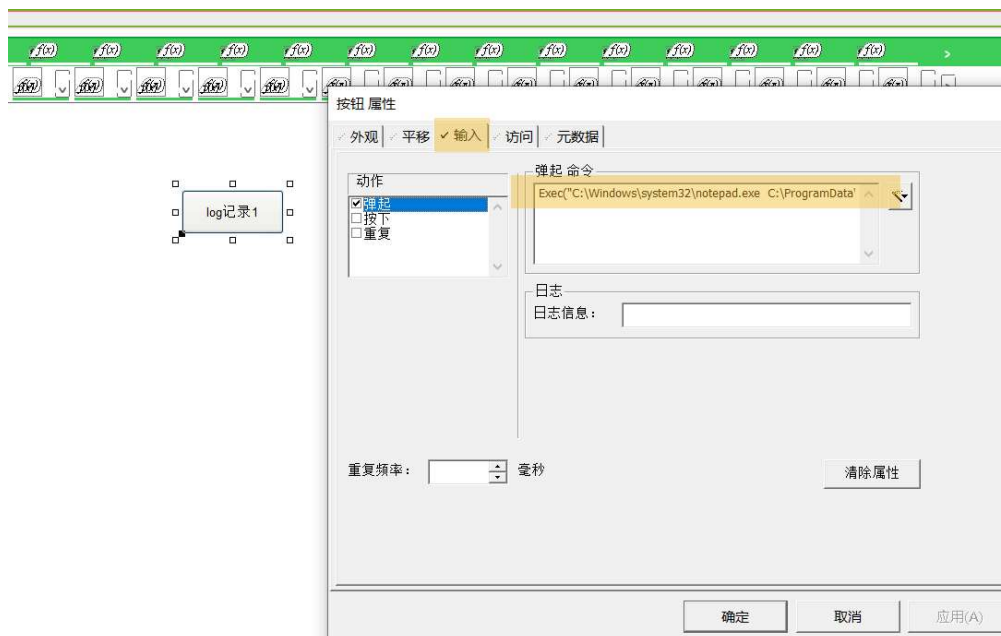 f(x) f(x) f(x) f(x) f(x) f(x) f(x) f(x) f(x) f(x) f(x) f(x) f(x) f(x) >
按钮 属性
外观 平移 输入 访问 元数据
动作
弹起
按下
重复
弹起 命令
Exec("C:\Windows\system32\notepad.exe C:\ProgramData'
log记录1
日志
日志信息：
重复频率： 毫秒
清除属性
确定 取消 应用(A)